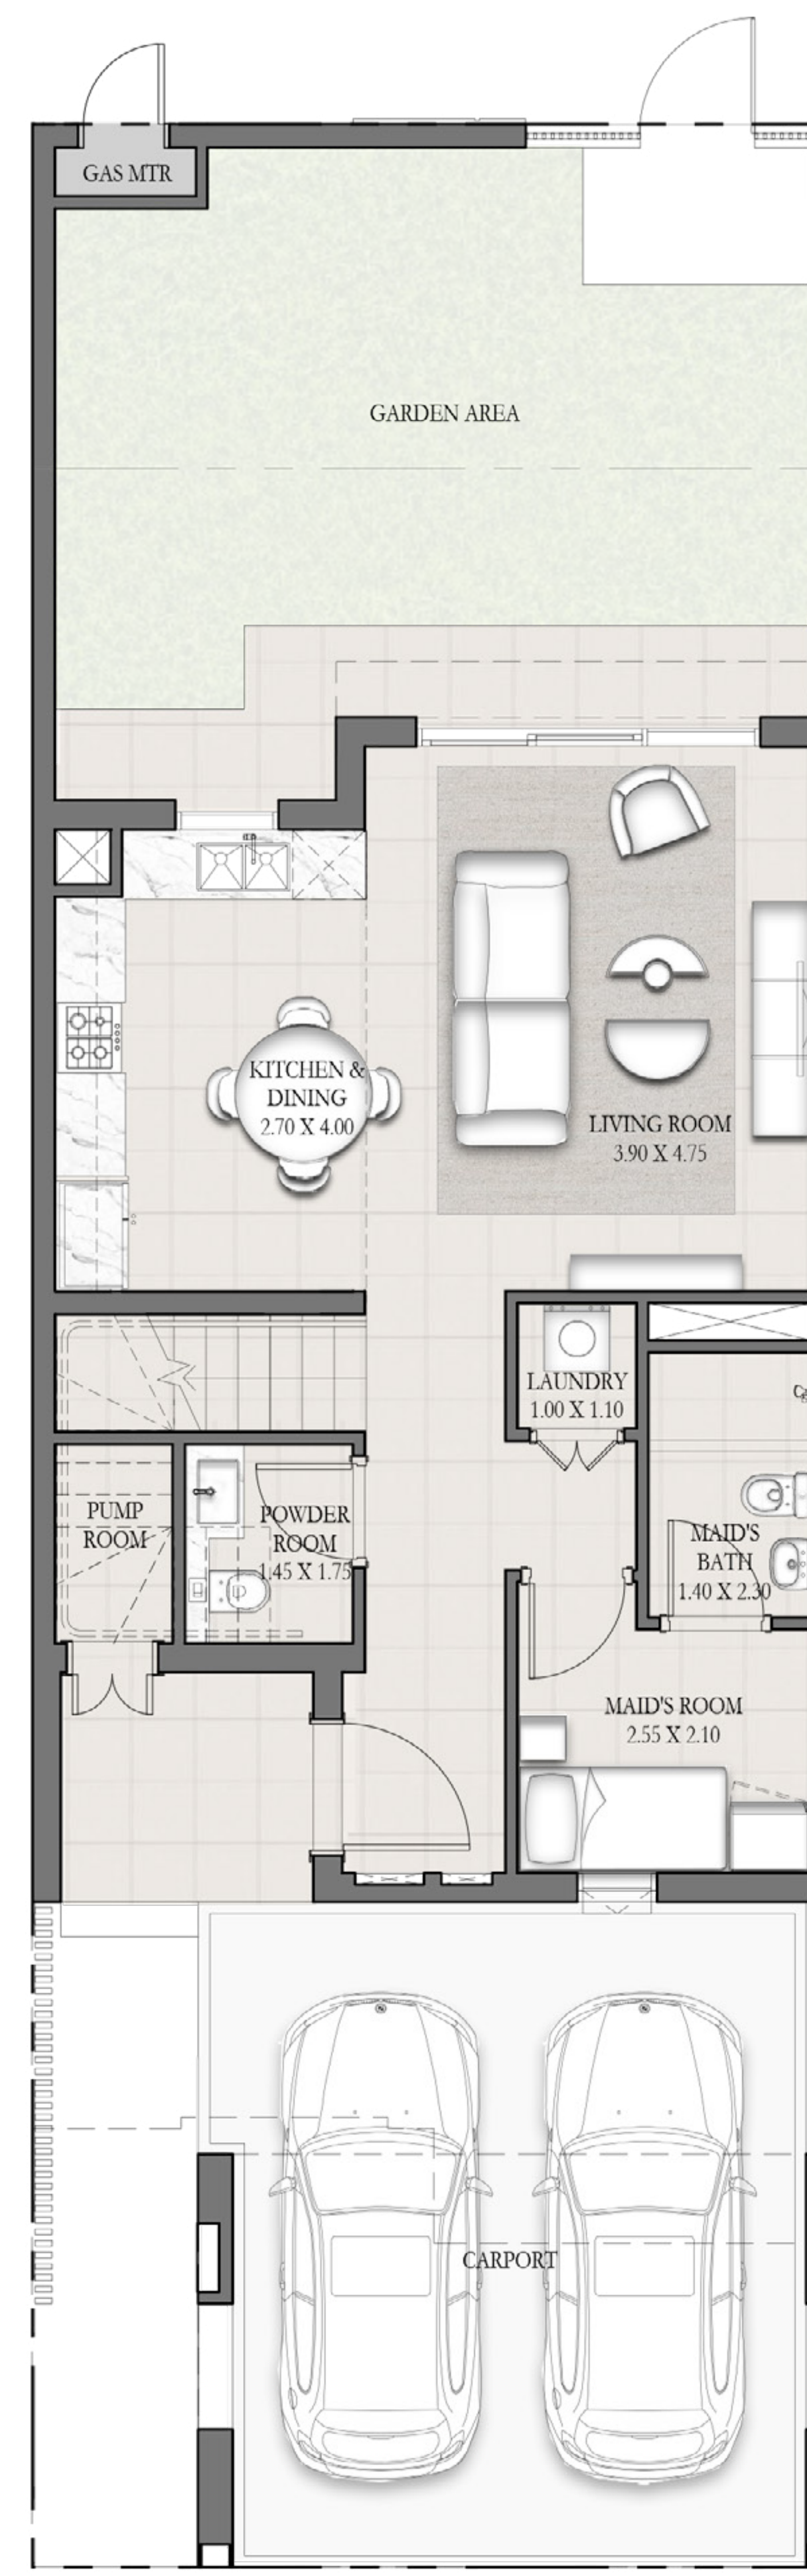 GAS MTR
GARDEN AREA
KITCHEN &
DINING
2.70 X 4.00
LIVING ROOM
3.90 X 4.75
LAUNDRY
1.00 X 1.10
PUMP
ROOM
POWDER
ROOM
1.45 X 1.75
MAID'S
BATH
1.40 X 2.30
MAID'S ROOM
2.55 X 2.10
CARPORT